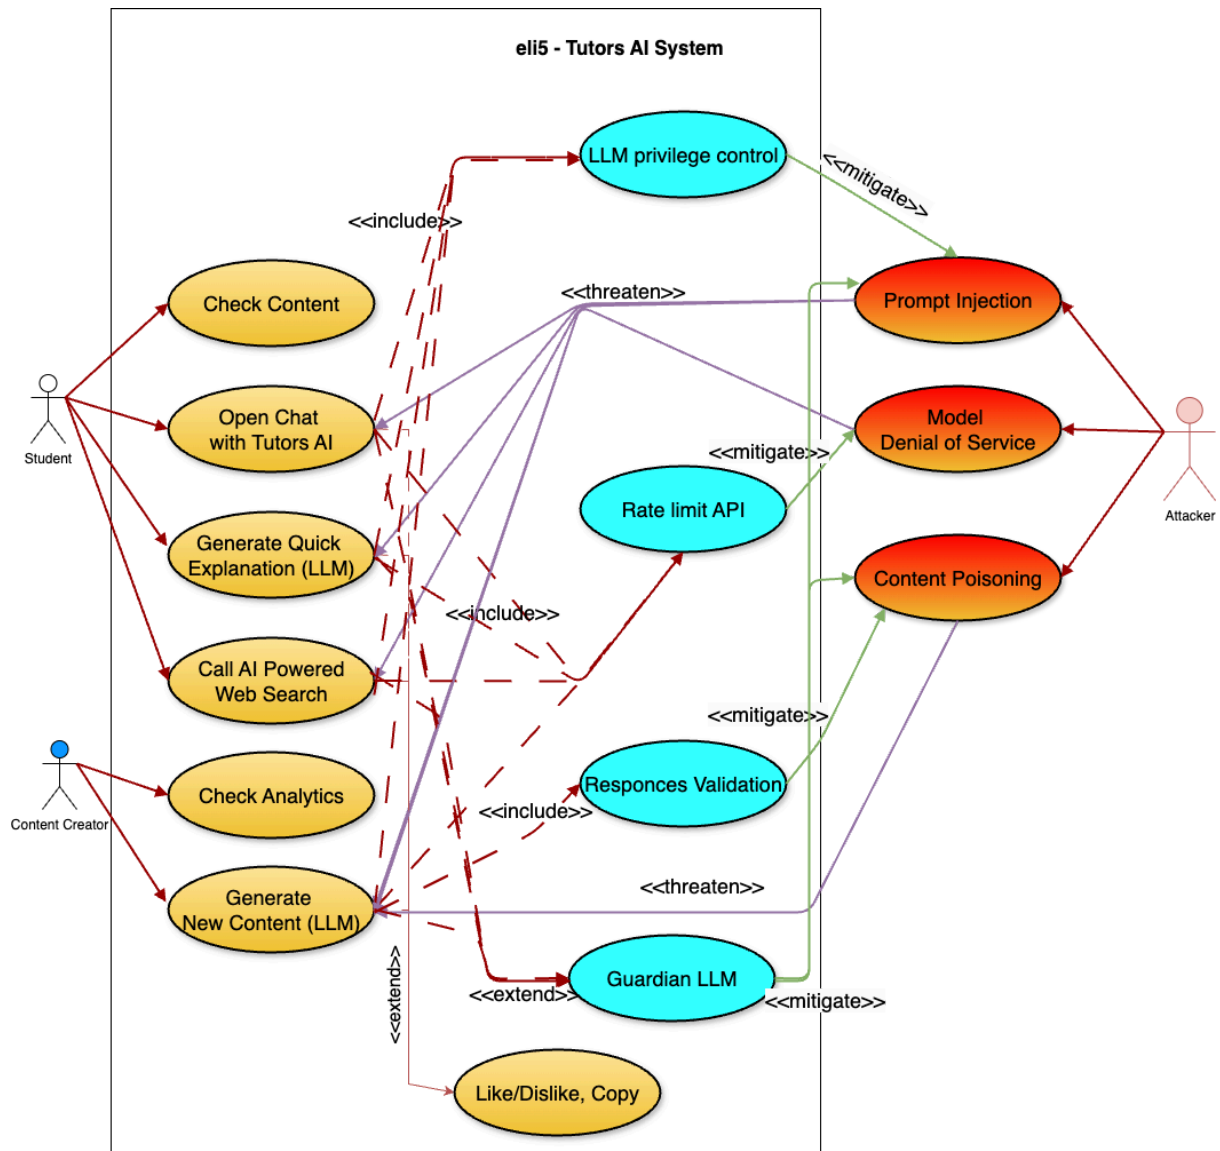 eli5 - Tutors AI System
LLM privilege control
<<mitigate>>
<<include>>
Check Content
<<threaten>>
Prompt Injection
Student
Open Chat
with Tutors AI
Model
Denial of Service
<<mitigate>>
Rate limit API
Attacker
Generate Quick
Explanation (LLM)
Content Poisoning
<<include>>
Call AI Powered
Web Search
<<mitigate>>
Content Creator
Check Analytics
Responces Validation
<<include>>
<<threaten>>
Generate
New Content (LLM)
<<extend>>
Guardian LLM
<<extend>>
<<mitigate>>
Like/Dislike, Copy